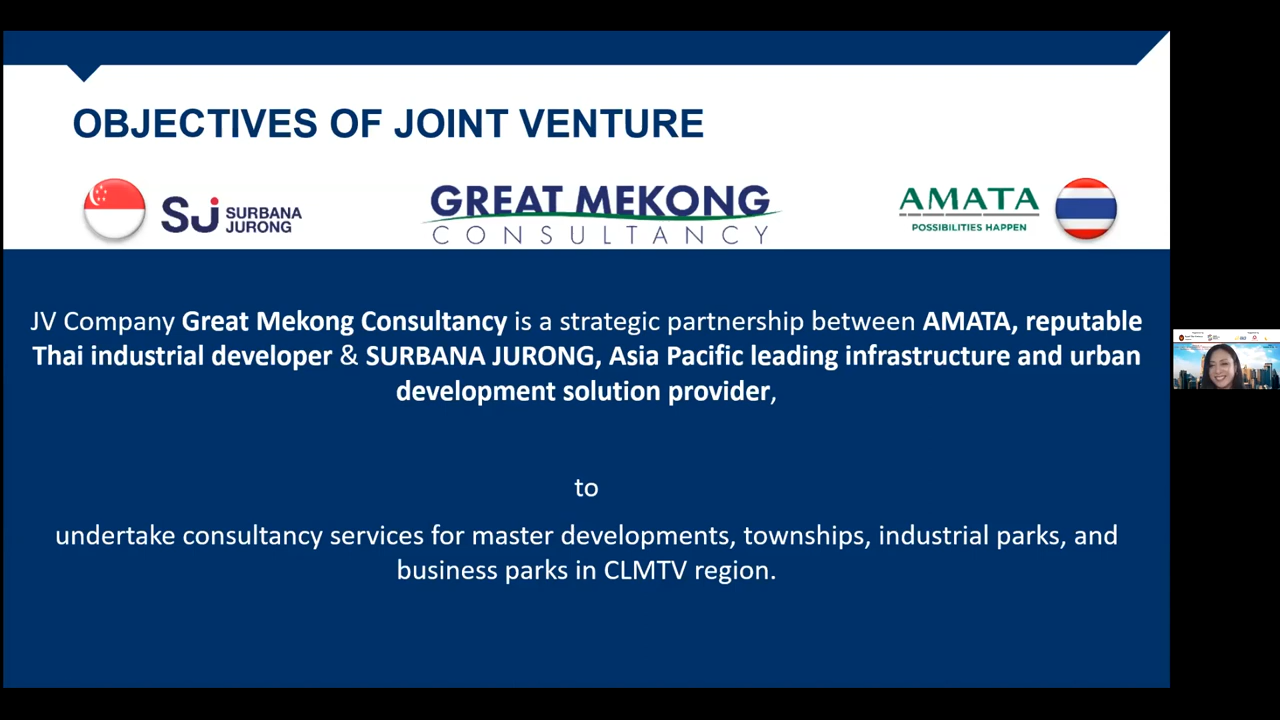 OBJECTIVES OF JOINT VENTURE
SJ SURBANA
JURONG
GREAT MEKONG
CONSULTANCY
AMATA
POSSIBILITIES HAPPEN
JV Company Great Mekong Consultancy is a strategic partnership between AMATA, reputable
Thai industrial developer & SURBANA JURONG, Asia Pacific leading infrastructure and urban
development solution provider,
to
undertake consultancy services for master developments, townships, industrial parks, and
business parks in CLMTV region.